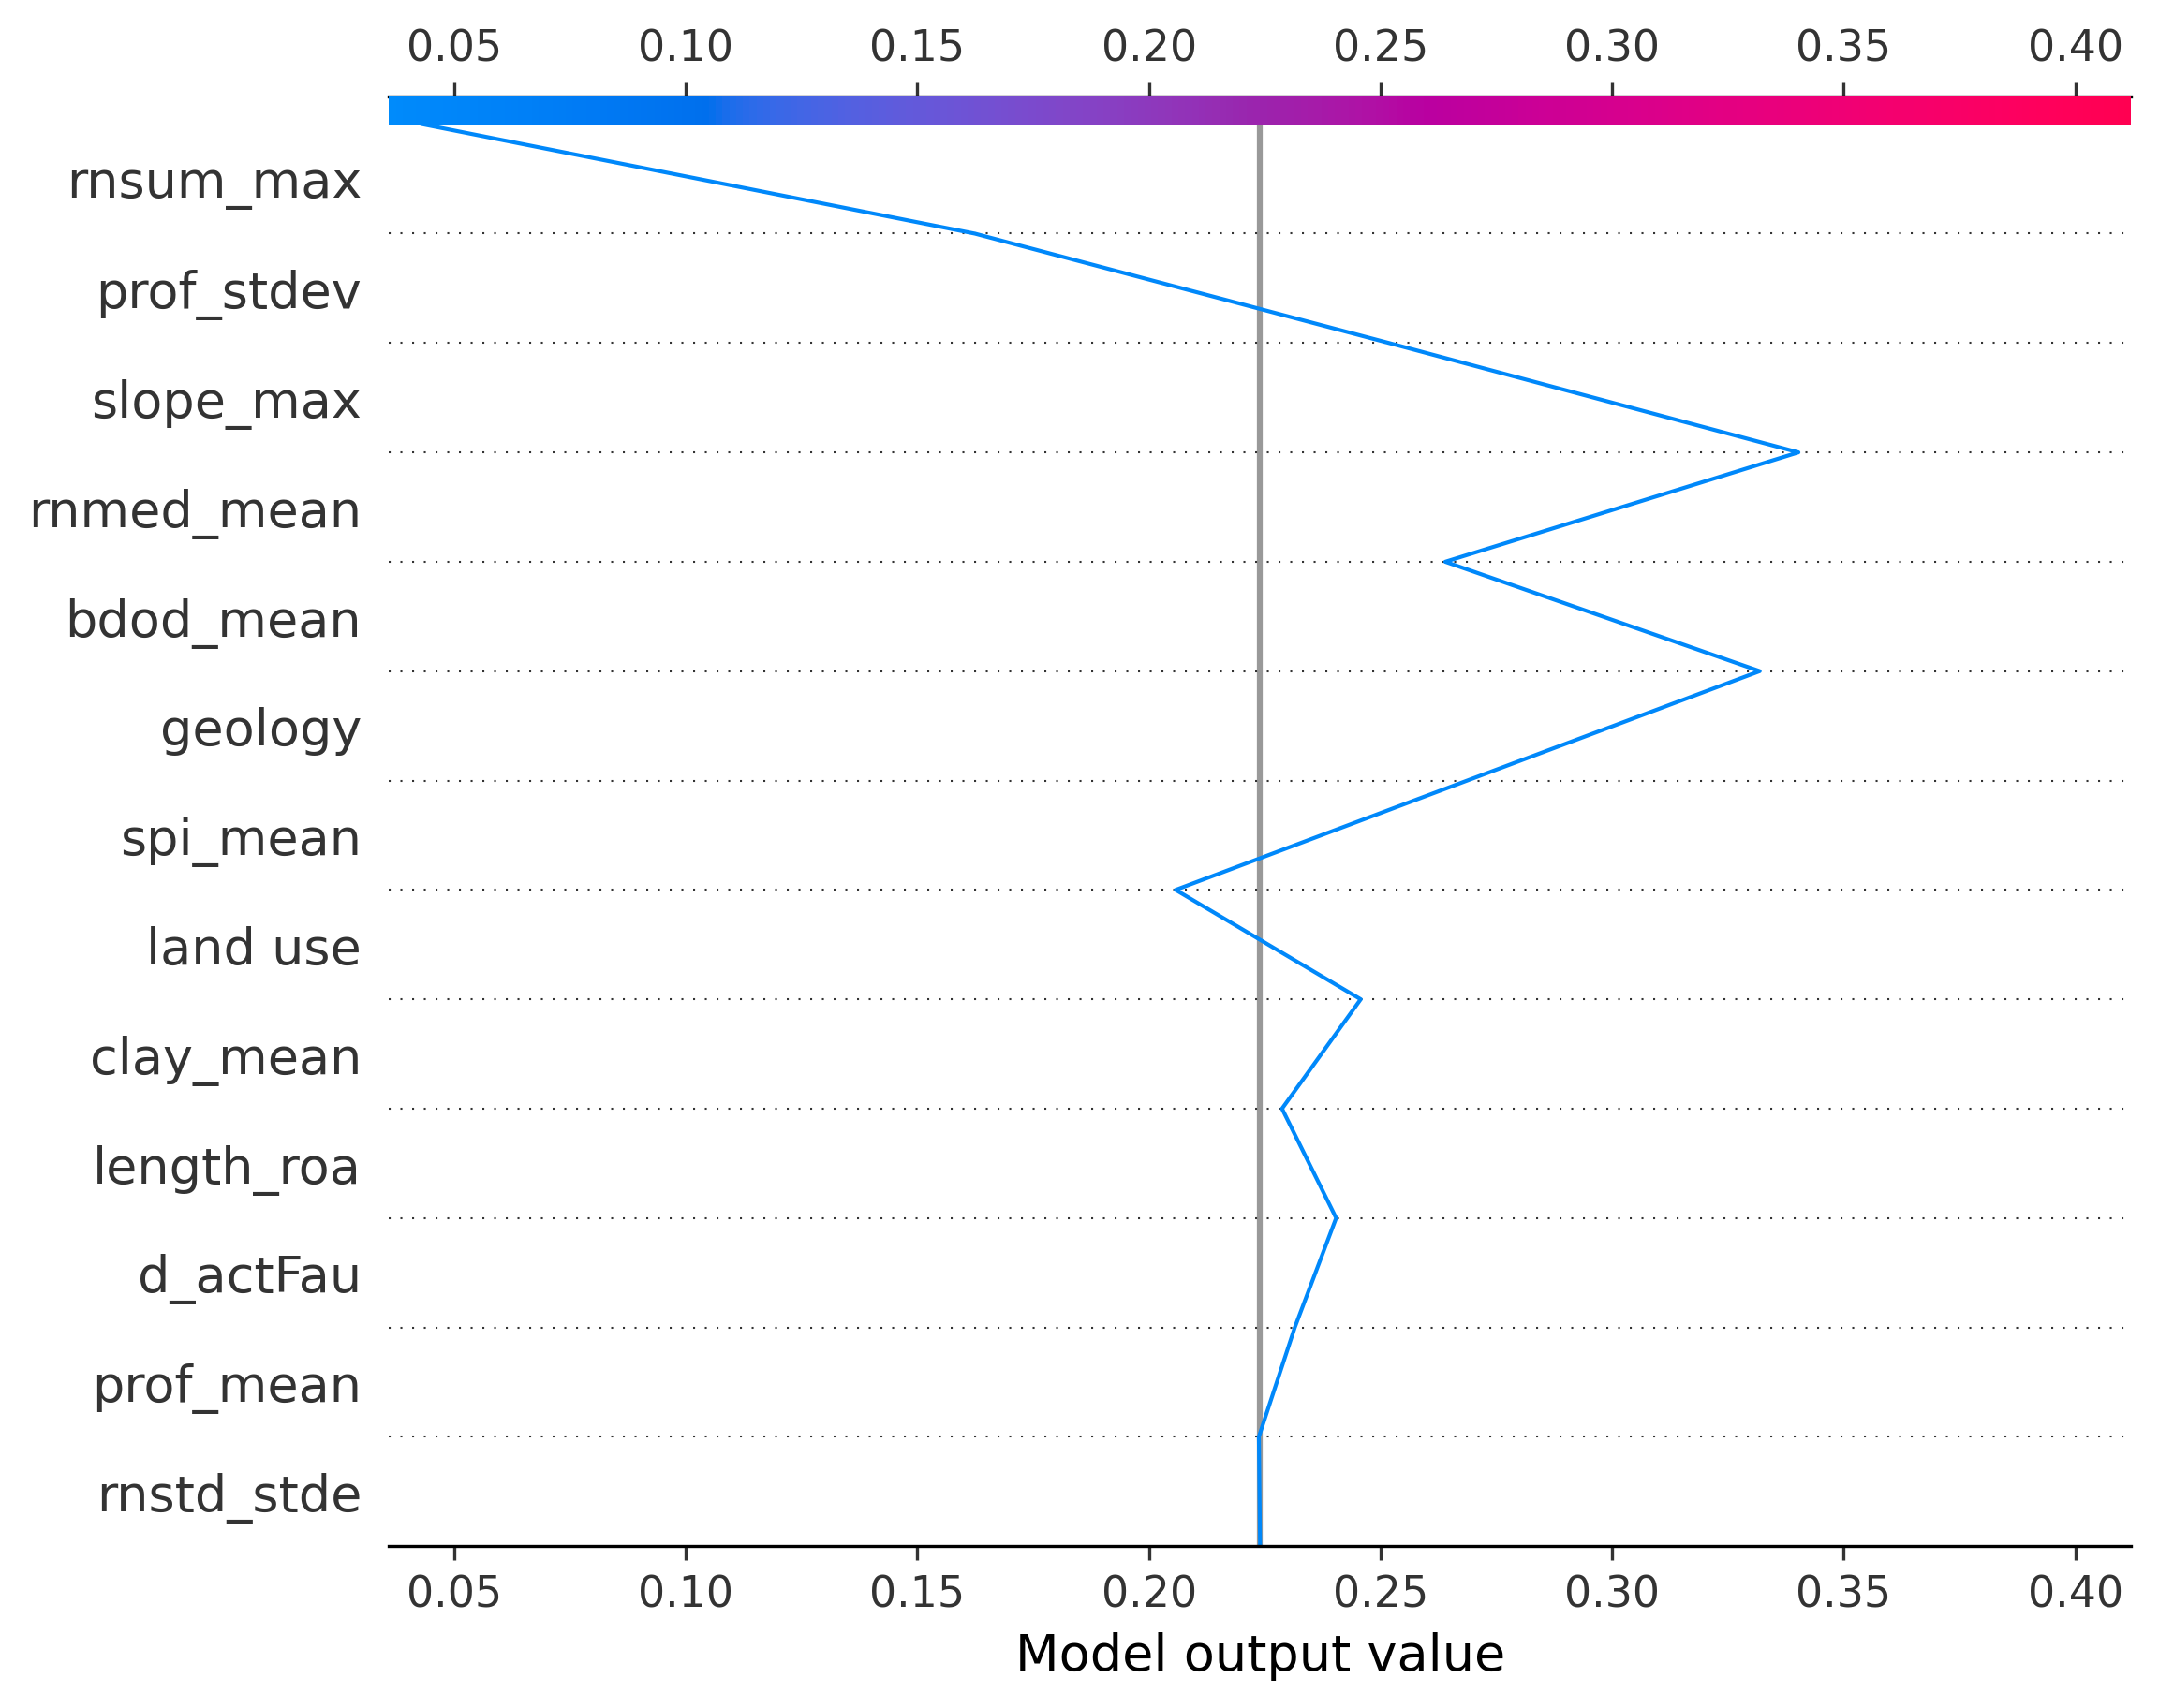 0.05 0.10 0.15 0.20 0.25 0.30 0.35 0.40
rnsum_max
prof_stdev
slope_max
rnmed_mean
bdod_mean
geology
spi_mean
land use
clay_mean
length_roa
d_actFau
prof_mean
rnstd_stde
0.05 0.10 0.15 0.20 0.25 0.30 0.35 0.40
Model output value